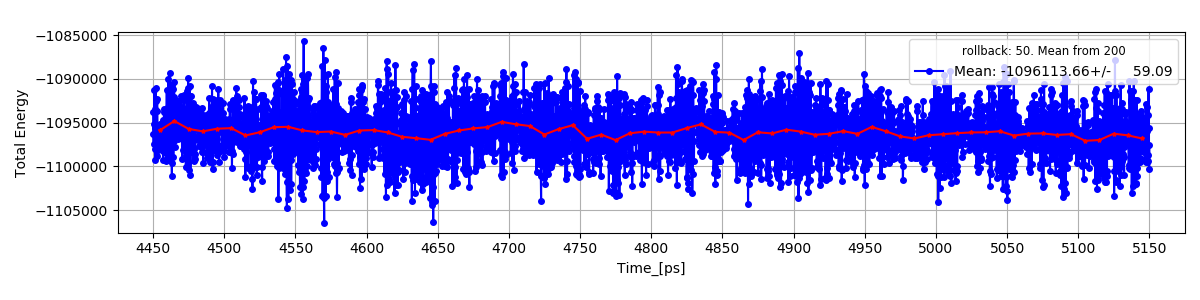 −1085000
−1090000
−1095000
−1100000
−1105000
Total Energy
rollback: 50. Mean from 200
Mean: -1096113.66+/- 59.09
4450 4500 4550 4600 4650 4700 4750 4800 4850 4900 4950 5000 5050 5100 5150
Time_[ps]